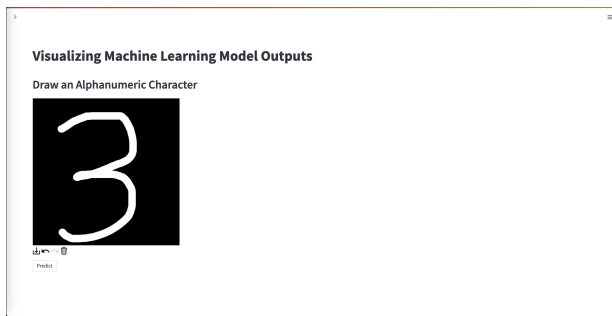 Visualizing Machine Learning Model Outputs
Draw an Alphanumeric Character
3
Predict